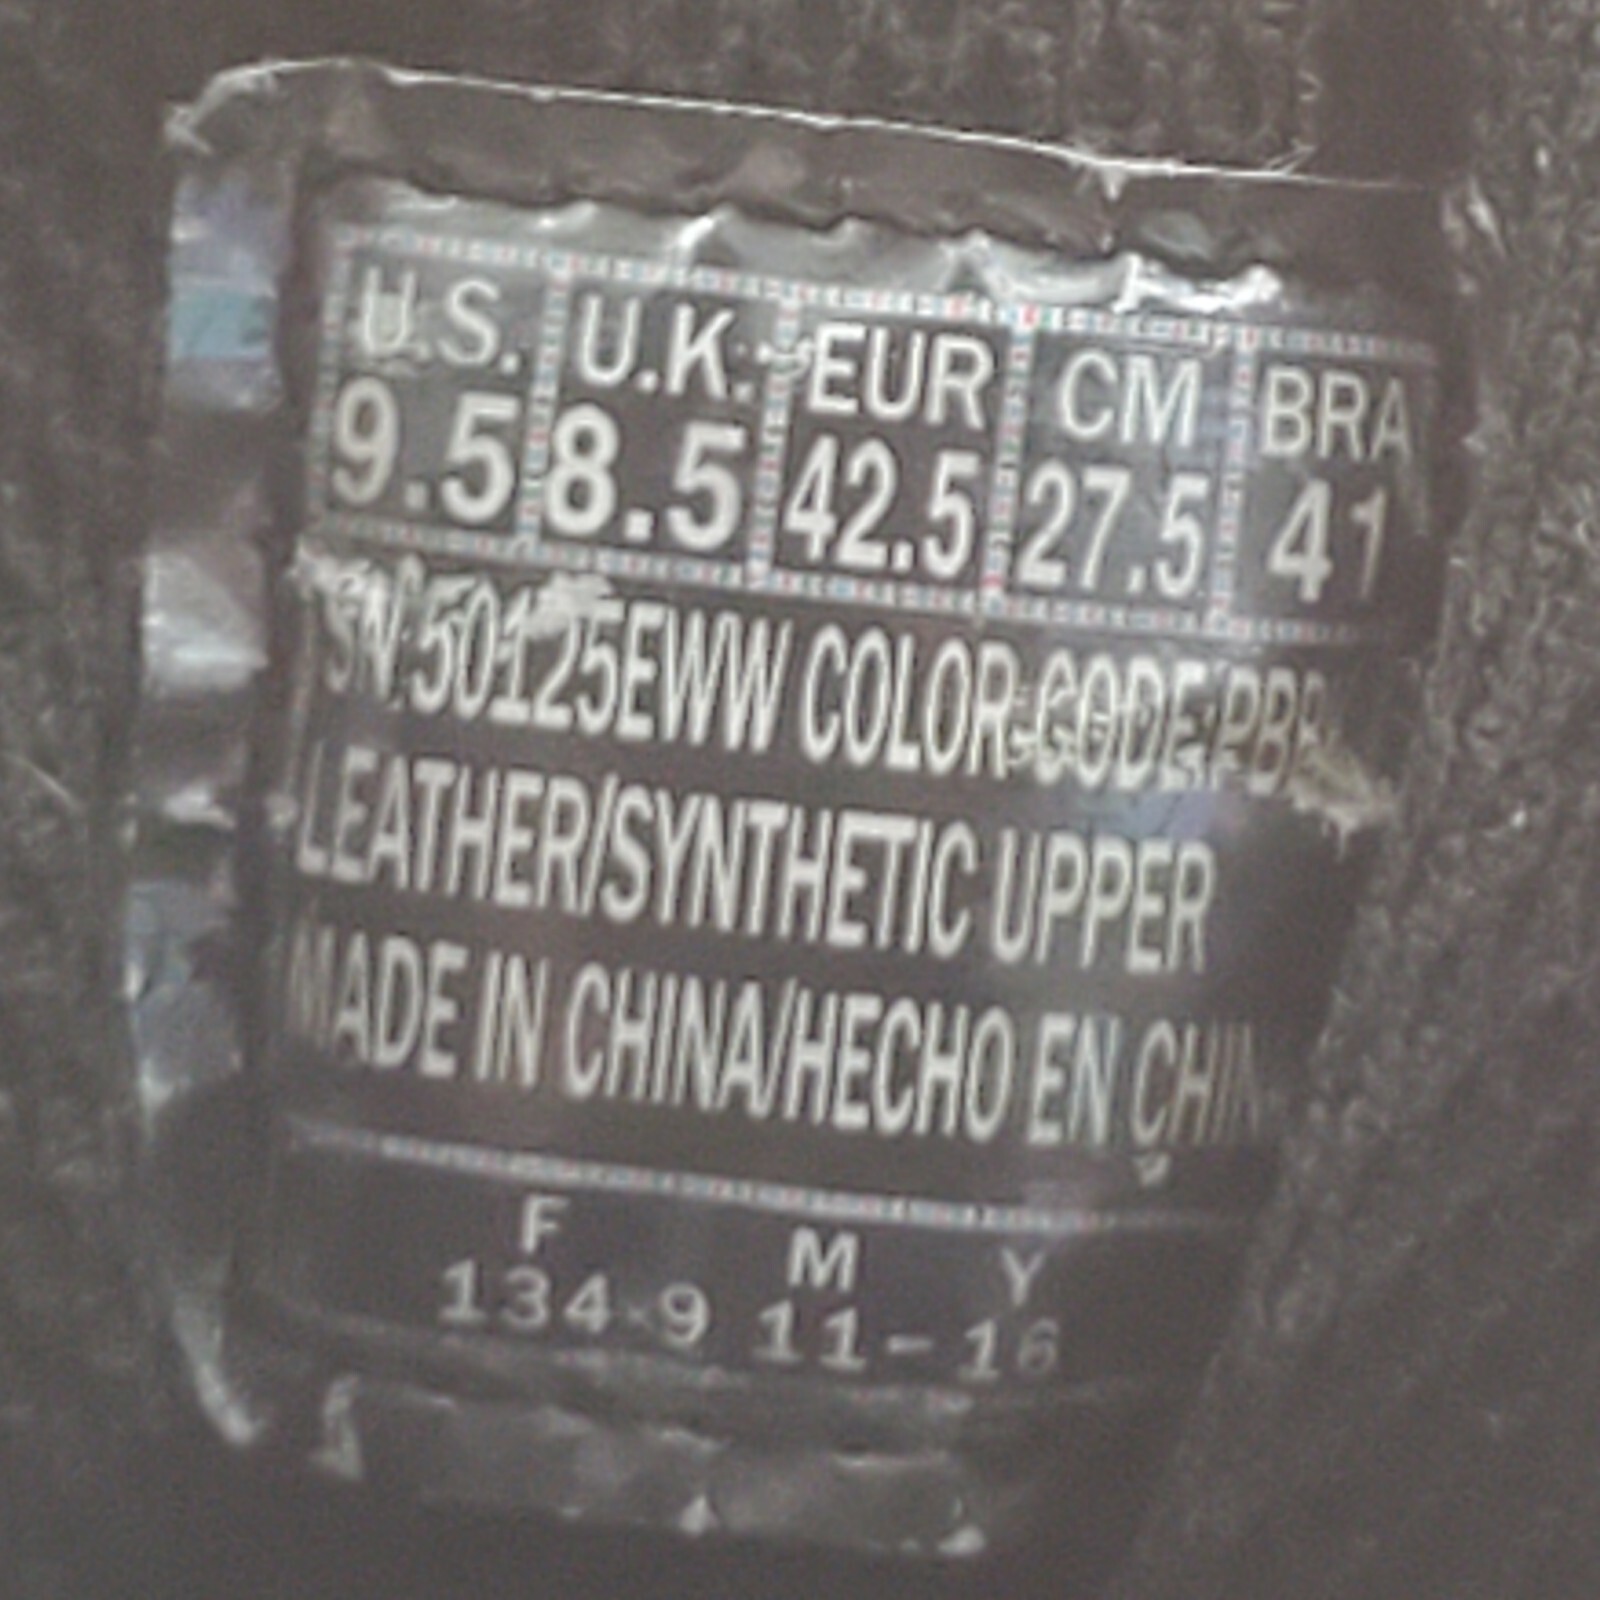 U.S. U.K. EUR CM BRA
9.5 8.5 42.5 27.5 41
SN:50125EWW COLOR CODE:
LEATHER/SYNTHETIC UPPER
MADE IN CHINA/HECHO EN CHIN
F M Y
134-9 11-16